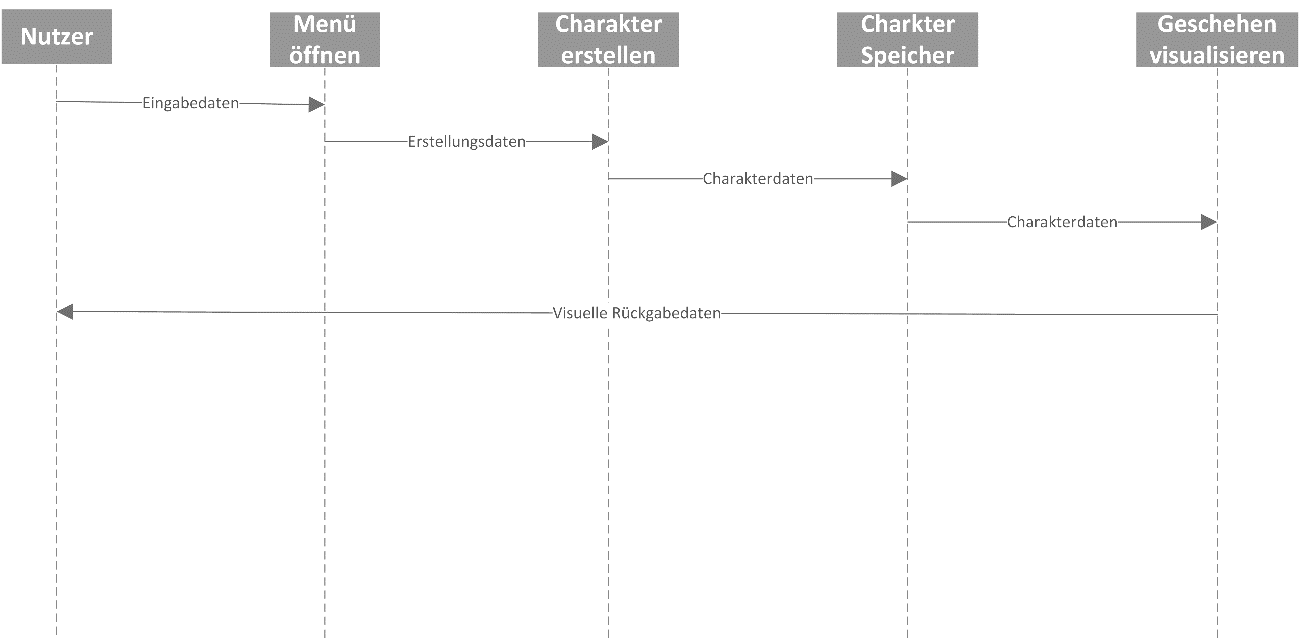 Nutzer
Menü
öffnen
Charakter
erstellen
Charkter
Speicher
Geschehen
visualisieren
Eingabedaten
Erstellungsdaten
Charakterdaten
Charakterdaten
Visuelle Rückgabedaten